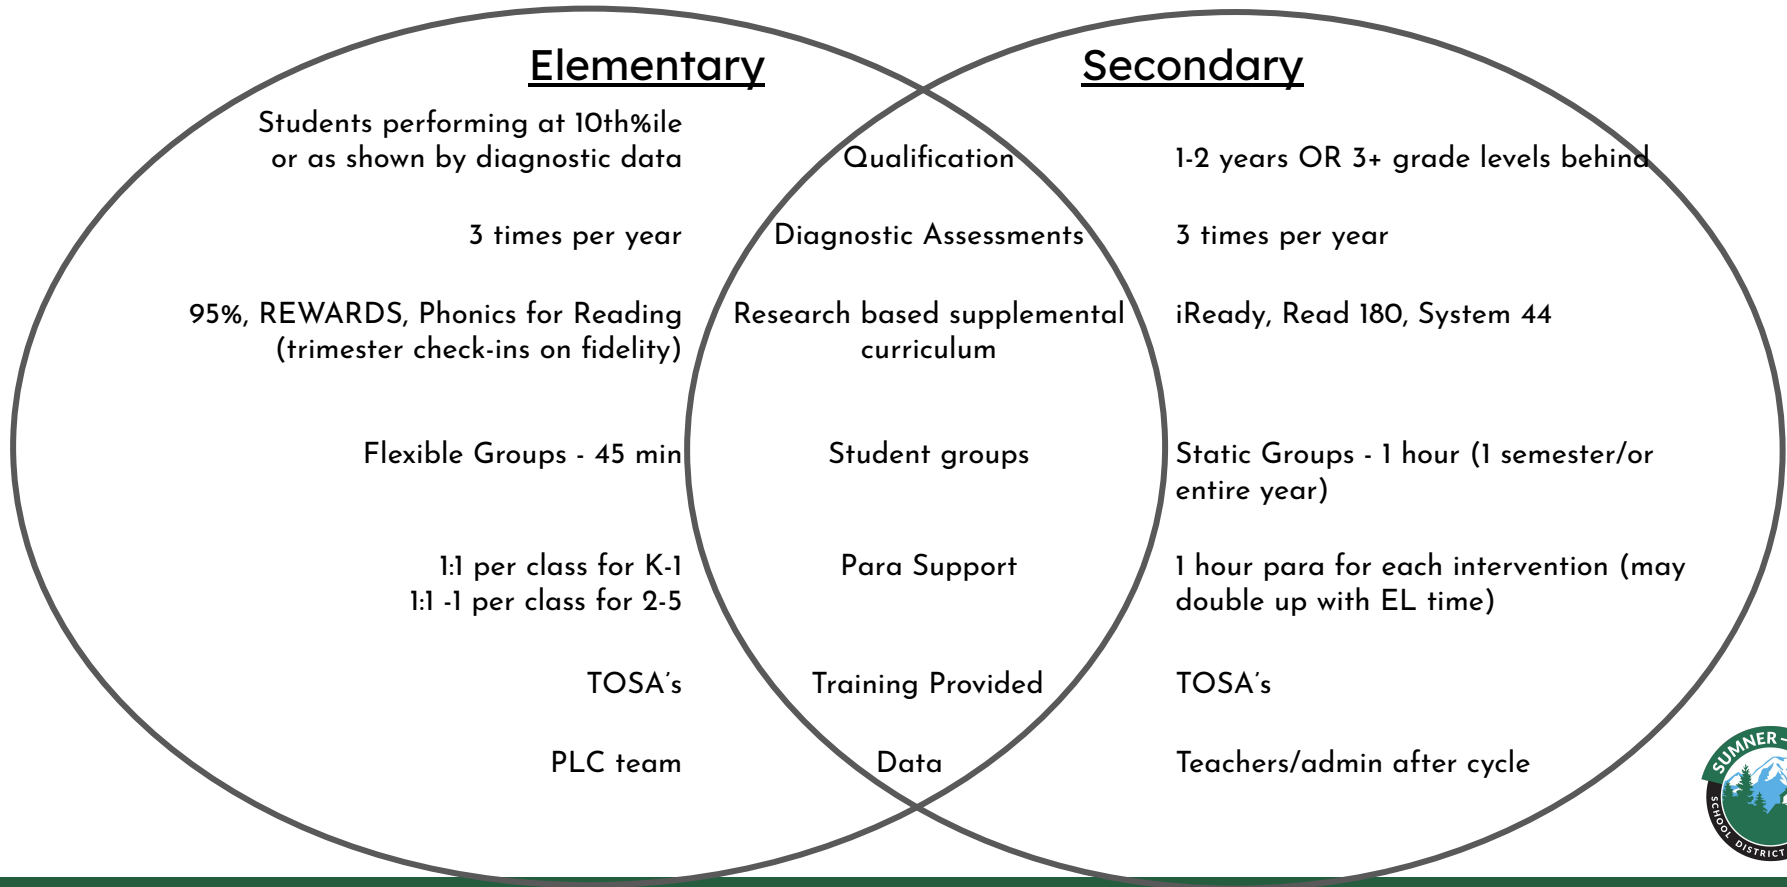 Elementary
Secondary
Students performing at 10th%ile
or as shown by diagnostic data
Qualification
1-2 years OR 3+ grade levels behind
3 times per year
Diagnostic Assessments
3 times per year
95%, REWARDS, Phonics for Reading
(trimester check-ins on fidelity)
Research based supplemental
curriculum
iReady, Read 180, System 44
Flexible Groups - 45 min
Student groups
Static Groups - 1 hour (1 semester/or
entire year)
1:1 per class for K-1
1:1 -1 per class for 2-5
Para Support
1 hour para for each intervention (may
double up with EL time)
TOSA's
Training Provided
TOSA's
PLC team
Data
Teachers/admin after cycle
SUMNER-
SCHOOL DISTRICT